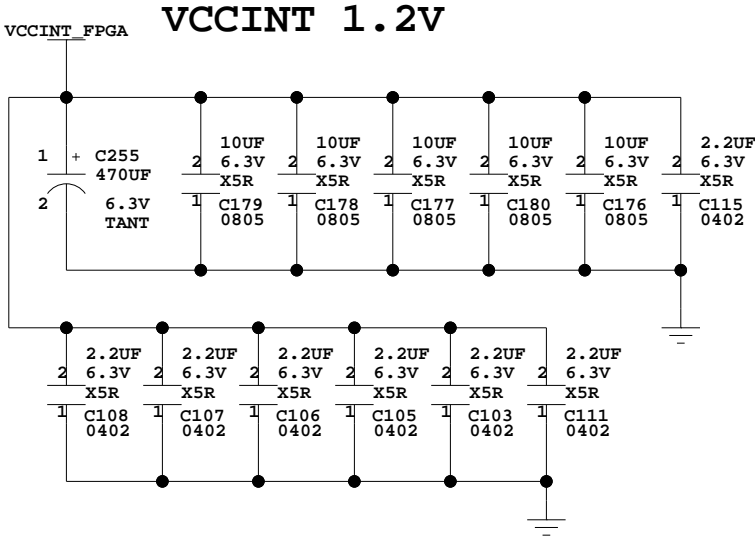 VCCINT 1.2V
VCCINT_FPGA
1 + C255
470UF
2 6.3V
TANT
10UF
2 6.3V
X5R
1 C179
0805
10UF
2 6.3V
X5R
1 C178
0805
10UF
2 6.3V
X5R
1 C177
0805
10UF
2 6.3V
X5R
1 C180
0805
10UF
2 6.3V
X5R
1 C176
0805
2.2UF
2 6.3V
X5R
1 C115
0402
2.2UF
2 6.3V
X5R
1 C108
0402
2.2UF
2 6.3V
X5R
1 C107
0402
2.2UF
2 6.3V
X5R
1 C106
0402
2.2UF
2 6.3V
X5R
1 C105
0402
2.2UF
2 6.3V
X5R
1 C103
0402
2.2UF
2 6.3V
X5R
1 C111
0402